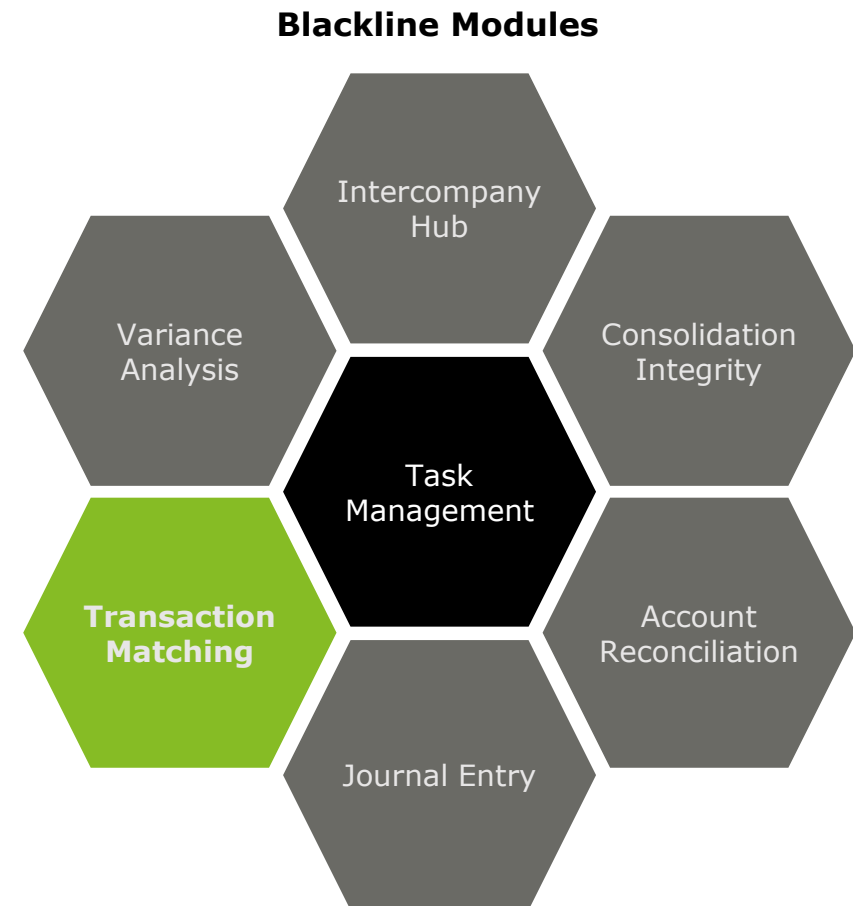 Blackline Modules
Intercompany
Hub
Variance
Analysis
Consolidation
Integrity
Task
Management
Transaction
Matching
Account
Reconciliation
Journal Entry